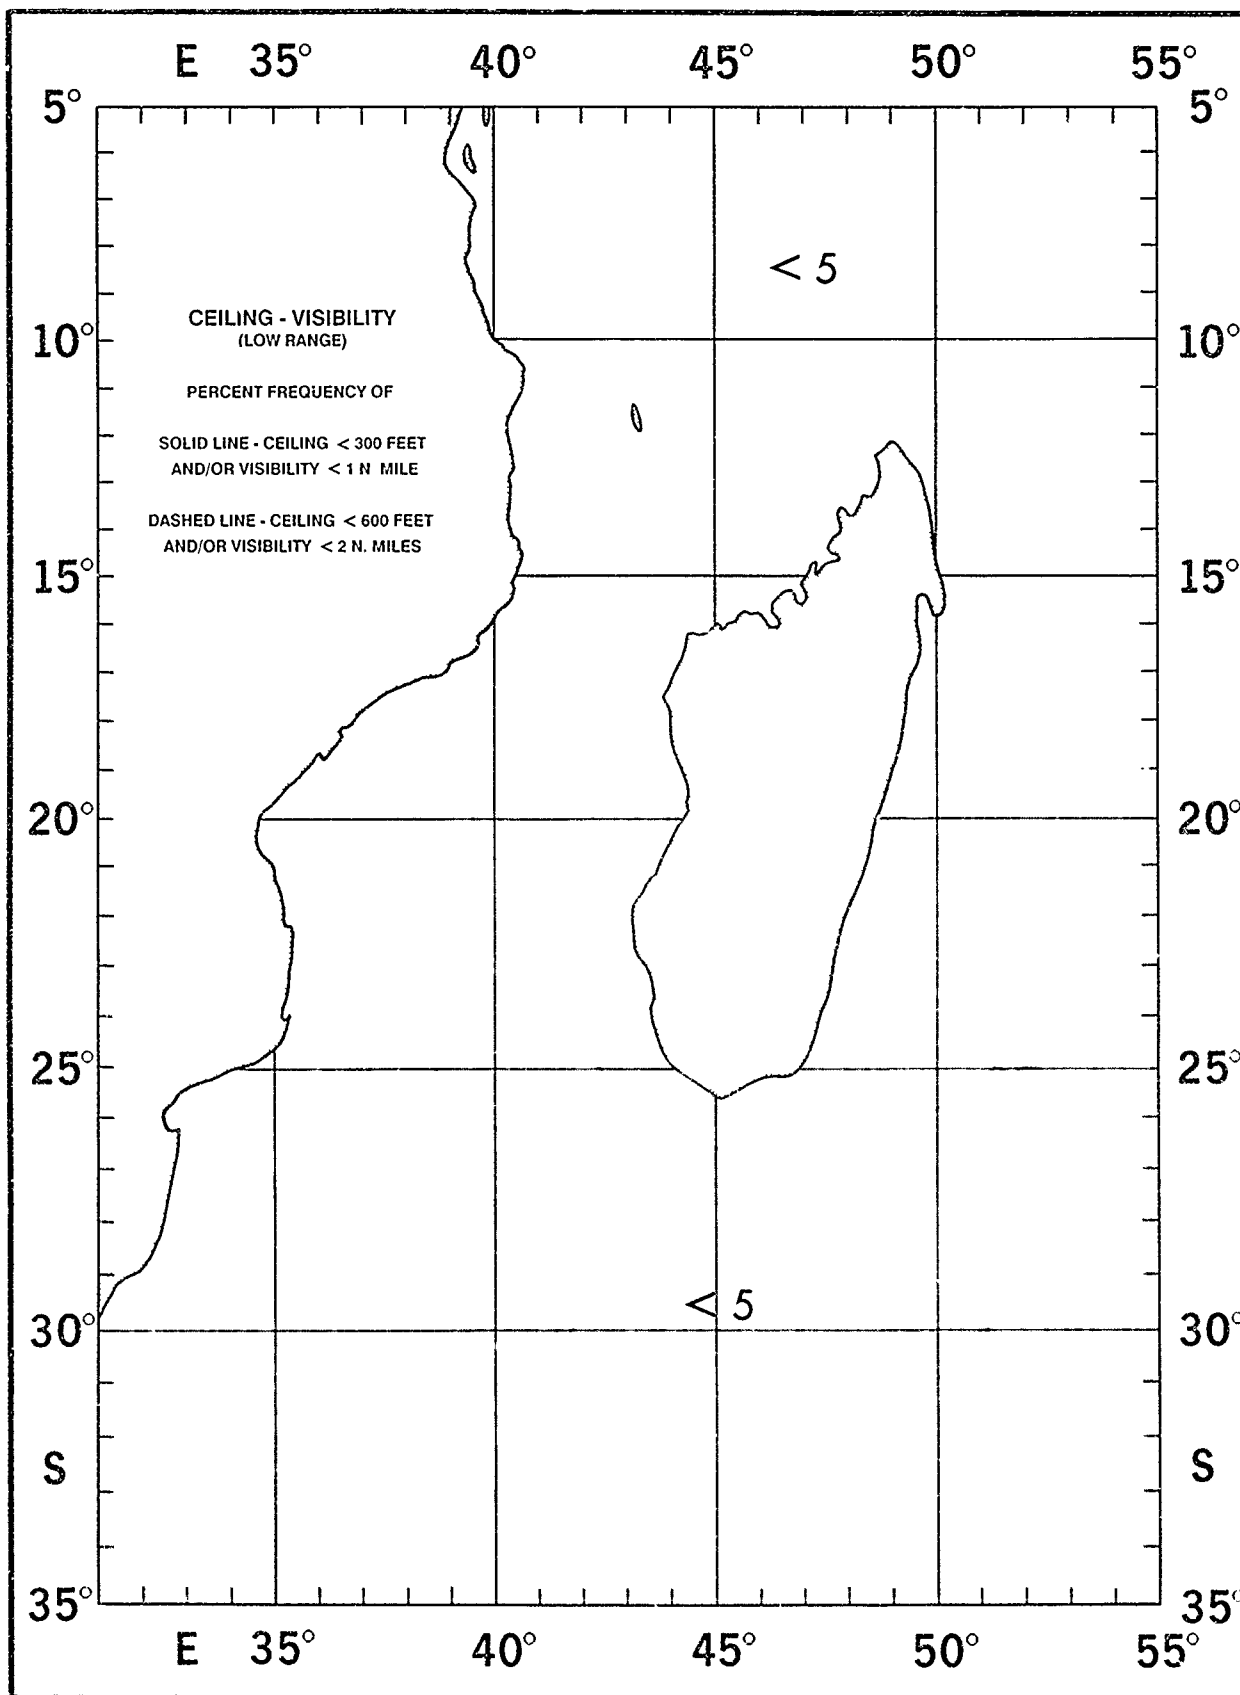 E 35° 40° 45° 50° 55°
5° 5°
< 5
CEILING - VISIBILITY
(LOW RANGE)
10° 10°
PERCENT FREQUENCY OF
SOLID LINE - CEILING < 300 FEET
AND/OR VISIBILITY < 1 N MILE
DASHED LINE - CEILING < 600 FEET
AND/OR VISIBILITY < 2 N. MILES
15° 15°
20° 20°
25° 25°
< 5
30° 30°
S S
35° 35°
E 35° 40° 45° 50° 55°